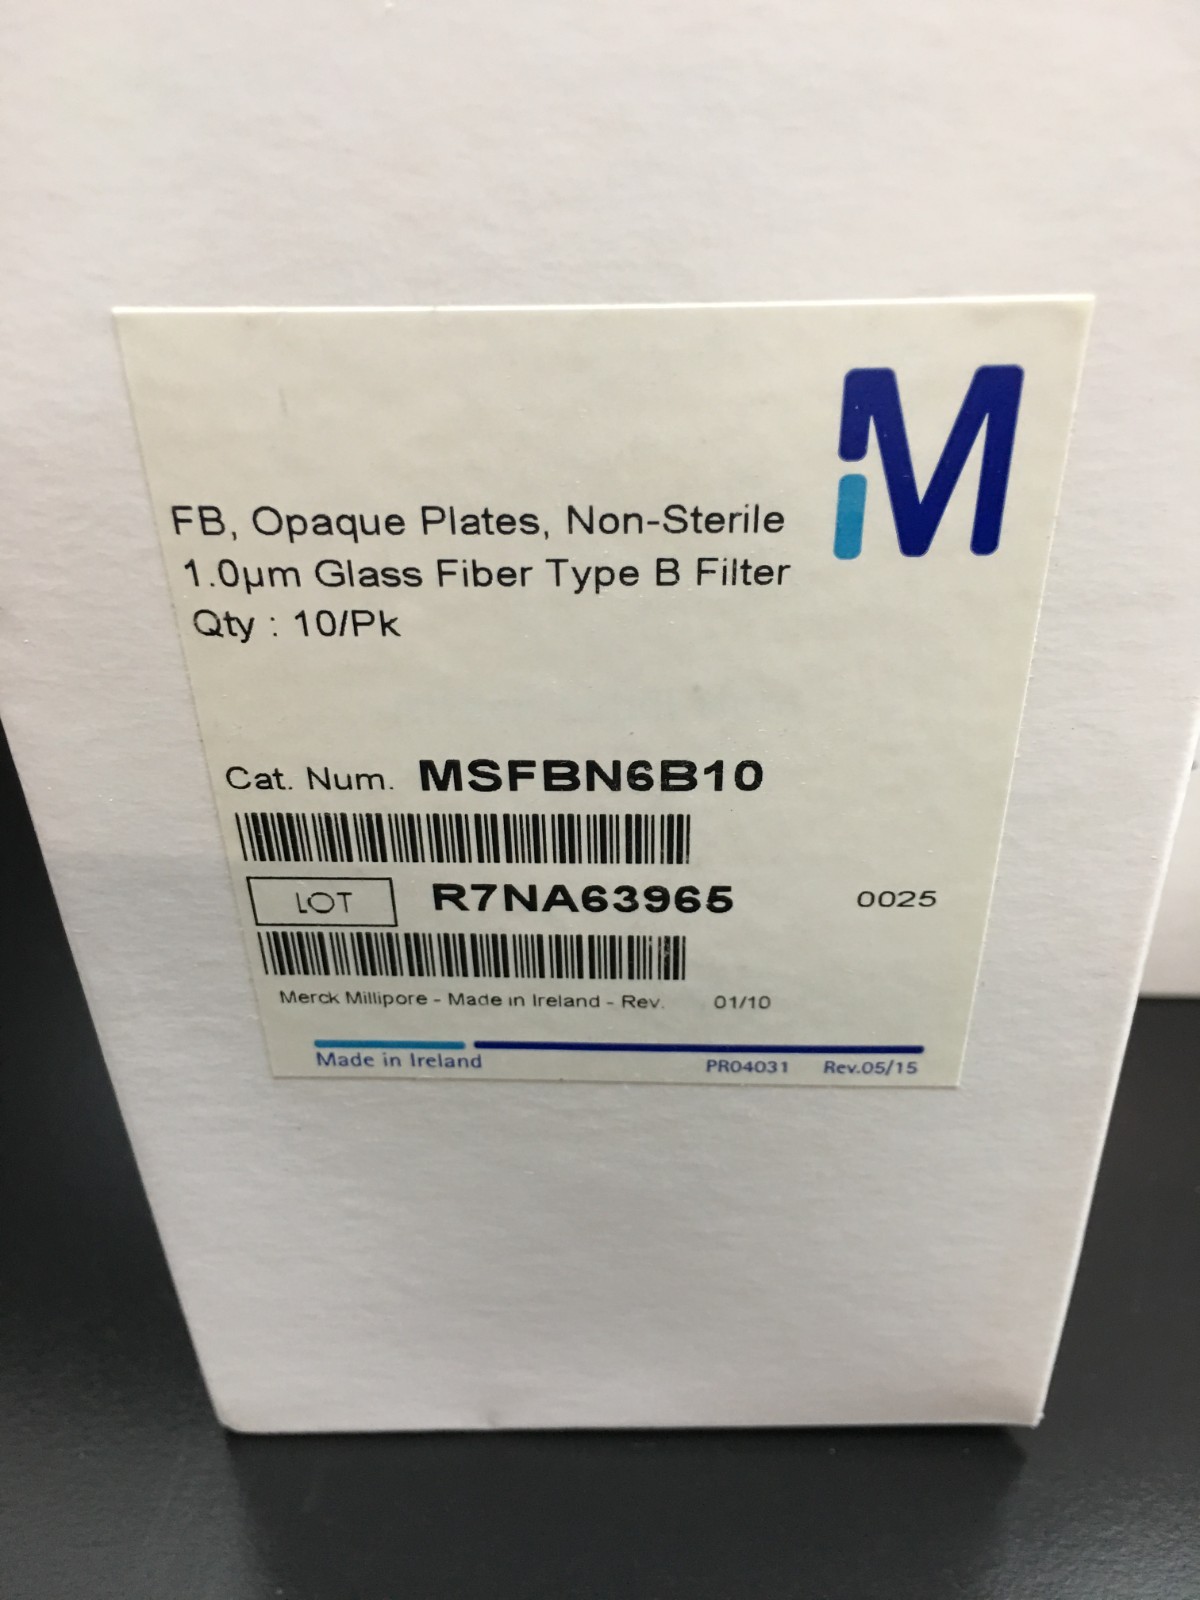 M
FB, Opaque Plates, Non-Sterile
1.0µm Glass Fiber Type B Filter
Qty : 10/Pk
Cat. Num. MSFBN6B10
LOT R7NA63965 0025
Merck Millipore - Made in Ireland - Rev. 01/10
Made in Ireland PR04031 Rev.05/15